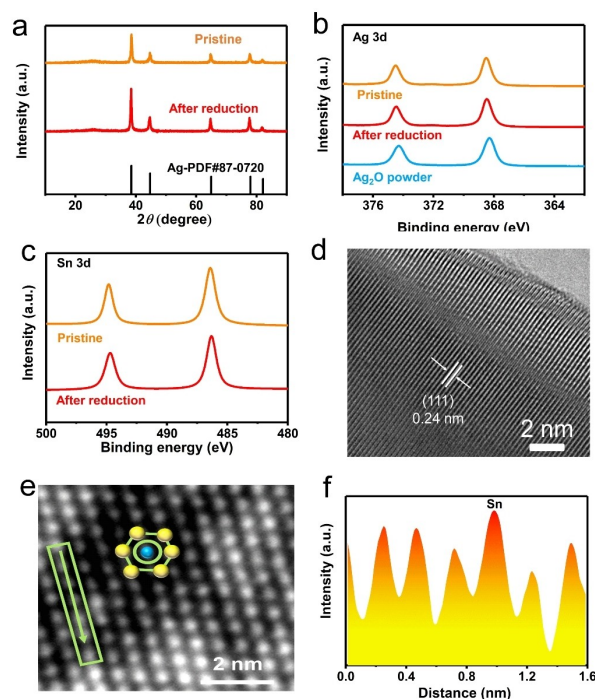 a
Intensity (a.u.)
Pristine
After reduction
Ag-PDF#87-0720
20 40 60 80
2θ (degree)
b
Ag 3d
Intensity (a.u.)
Pristine
After reduction
Ag₂O powder
376 372 368 364
Binding energy (eV)
c
Sn 3d
Intensity (a.u.)
Pristine
After reduction
500 495 490 485 480
Binding energy (eV)
d
(111)
0.24 nm
2 nm
e
2 nm
f
Sn
Intensity (a.u.)
0.0 0.4 0.8 1.2 1.6
Distance (nm)